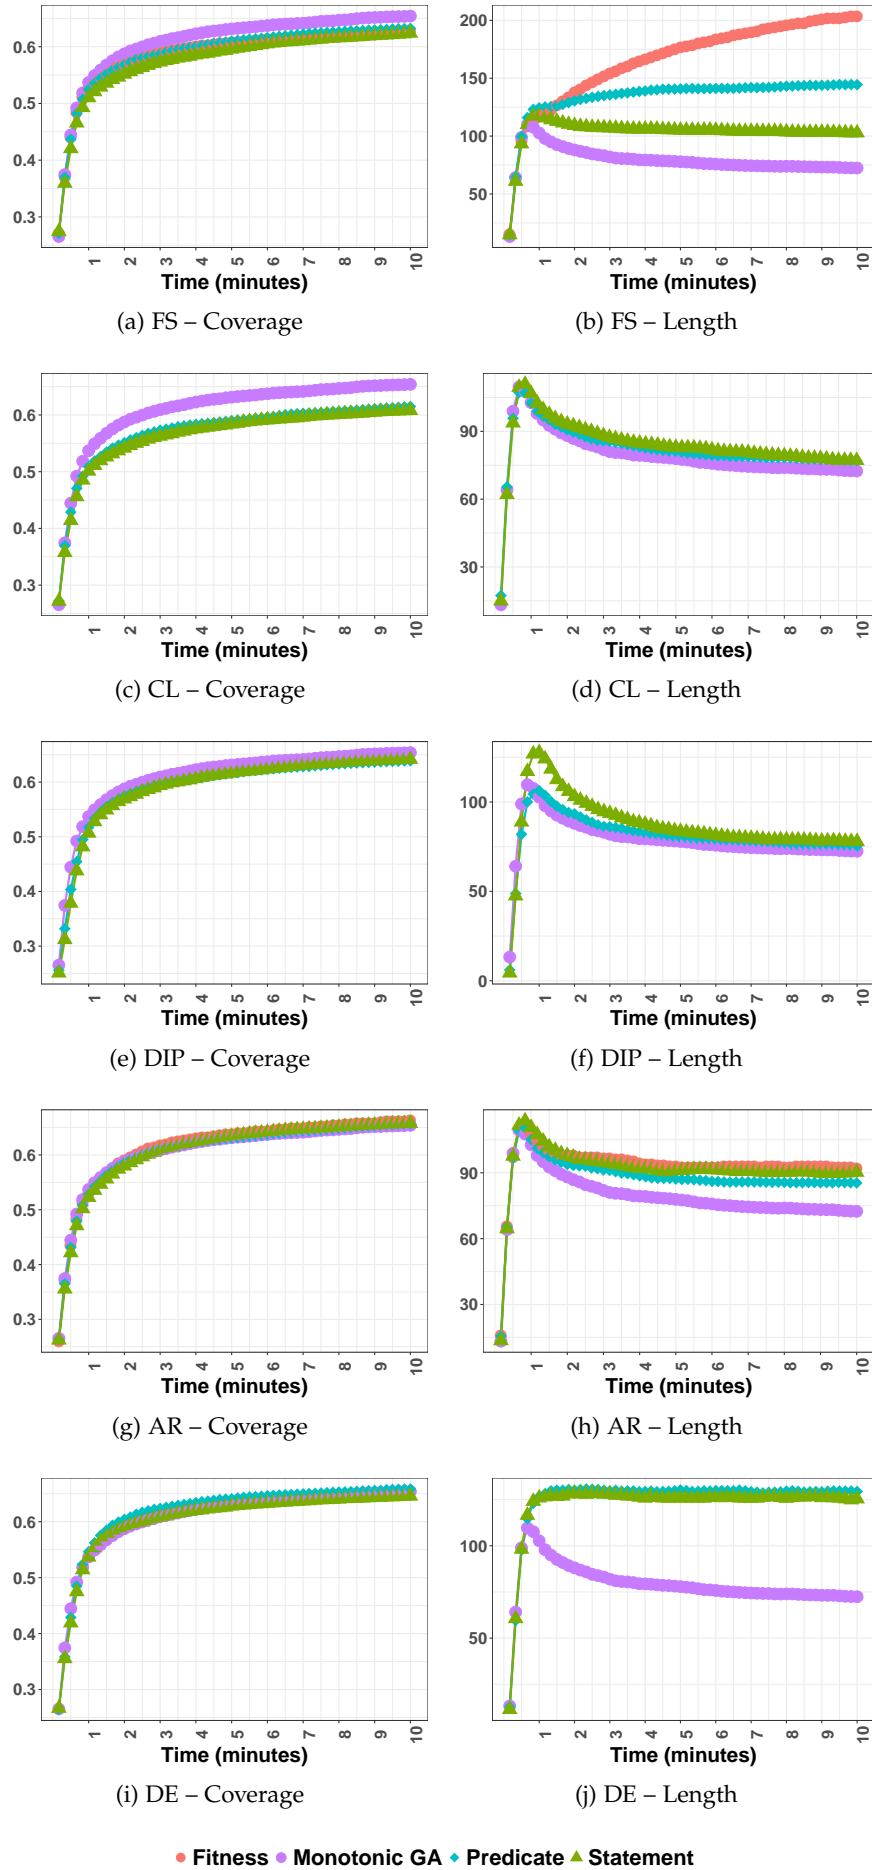 0.6
0.5
0.4
0.3
1 2 3 4 5 6 7 8 9 10
Time (minutes)
(a) FS – Coverage
200
150
100
50
1 2 3 4 5 6 7 8 9 10
Time (minutes)
(b) FS – Length
0.6
0.5
0.4
0.3
1 2 3 4 5 6 7 8 9 10
Time (minutes)
(c) CL – Coverage
90
60
30
1 2 3 4 5 6 7 8 9 10
Time (minutes)
(d) CL – Length
0.6
0.5
0.4
0.3
1 2 3 4 5 6 7 8 9 10
Time (minutes)
(e) DIP – Coverage
100
50
0
1 2 3 4 5 6 7 8 9 10
Time (minutes)
(f) DIP – Length
0.6
0.5
0.4
0.3
1 2 3 4 5 6 7 8 9 10
Time (minutes)
(g) AR – Coverage
90
60
30
1 2 3 4 5 6 7 8 9 10
Time (minutes)
(h) AR – Length
0.6
0.5
0.4
0.3
1 2 3 4 5 6 7 8 9 10
Time (minutes)
(i) DE – Coverage
100
50
1 2 3 4 5 6 7 8 9 10
Time (minutes)
(j) DE – Length
Fitness Monotonic GA Predicate Statement